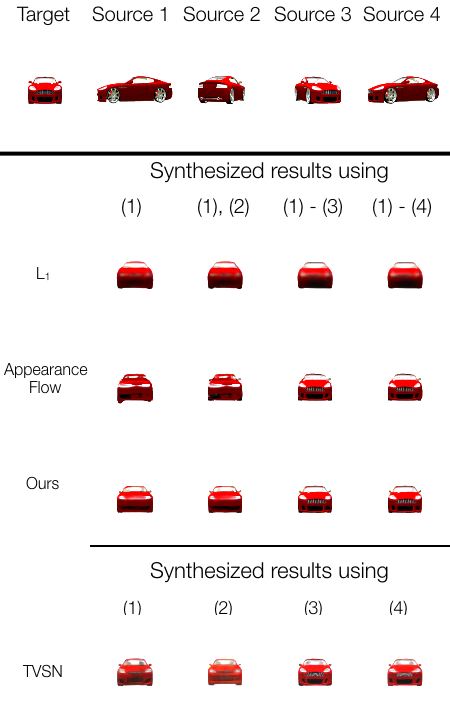 Target Source 1 Source 2 Source 3 Source 4
Synthesized results using
(1) (1), (2) (1) - (3) (1) - (4)
L₁
Appearance
Flow
Ours
Synthesized results using
(1) (2) (3) (4)
TVSN